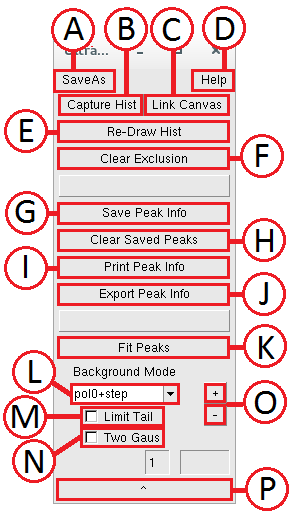 A B C D
SaveAs Help
Capture Hist Link Canvas
E Re-Draw Hist
Clear Exclusion F
G Save Peak Info
Clear Saved Peaks H
I Print Peak Info
Export Peak Info J
Fit Peaks K
Background Mode
L pol0+step +
M Limit Tail - O
N Two Gaus
1
^ P